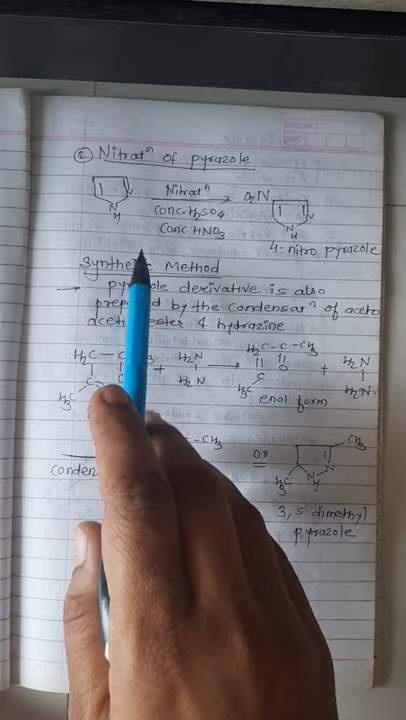 ② Nitratⁿ of pyrazole
Nitratⁿ
Conc. H₂SO₄
Conc HNO₃
N
N
H
O₂N
N
N
H
4-nitro pyrazole
Method
→ derivative is also
by the Condensaⁿ of aceto
ester & hydrazine
H₂C – C
H₃C
+
H₂N
H₂N
→
H₂C – C – CH₃
C O
H₃C
enol form
+
H₂N
H₂N
– CH₃
OR
CH₃
H₃C
N
N
H
3, 5 dimethyl
pyrazole